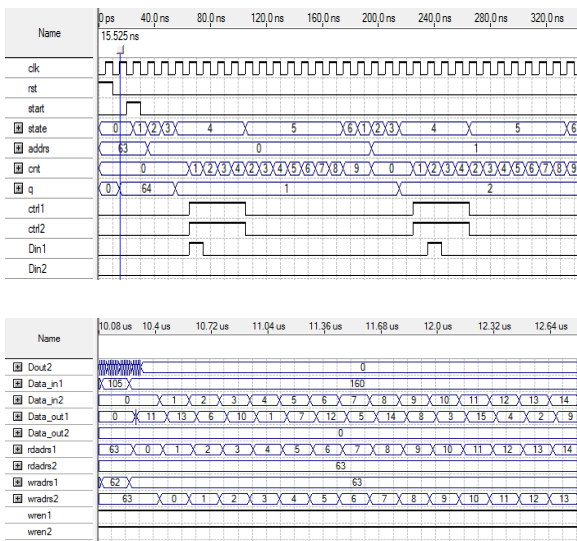 Name 0 ps 40.0 ns 80.0 ns 120.0 ns 160.0 ns 200.0 ns 240.0 ns 280.0 ns 320.0 ns
15.525 ns
clk
rst
start
state 0 1 2 3 4 5 6 1 2 3 4 5 6
addrs 63 0 1
cnt 0 1 2 3 4 2 3 4 5 6 7 8 9 0 1 2 3 4 2 3 4 5 6 7 8 9
q 0 64 1 2
ctrl1
ctrl2
Din1
Din2
Name 10.08 us 10.4 us 10.72 us 11.04 us 11.36 us 11.68 us 12.0 us 12.32 us 12.64 us
Dout2 0
Data_in1 105 160
Data_in2 0 1 2 3 4 5 6 7 8 9 10 11 12 13 14
Data_out1 0 11 13 6 10 1 7 12 5 14 8 3 15 4 2 9
Data_out2 0
rdadrs1 63 0 1 2 3 4 5 6 7 8 9 10 11 12 13 14
rdadrs2 63
wradrs1 62 63
wradrs2 63 0 1 2 3 4 5 6 7 8 9 10 11 12 13
wren1
wren2